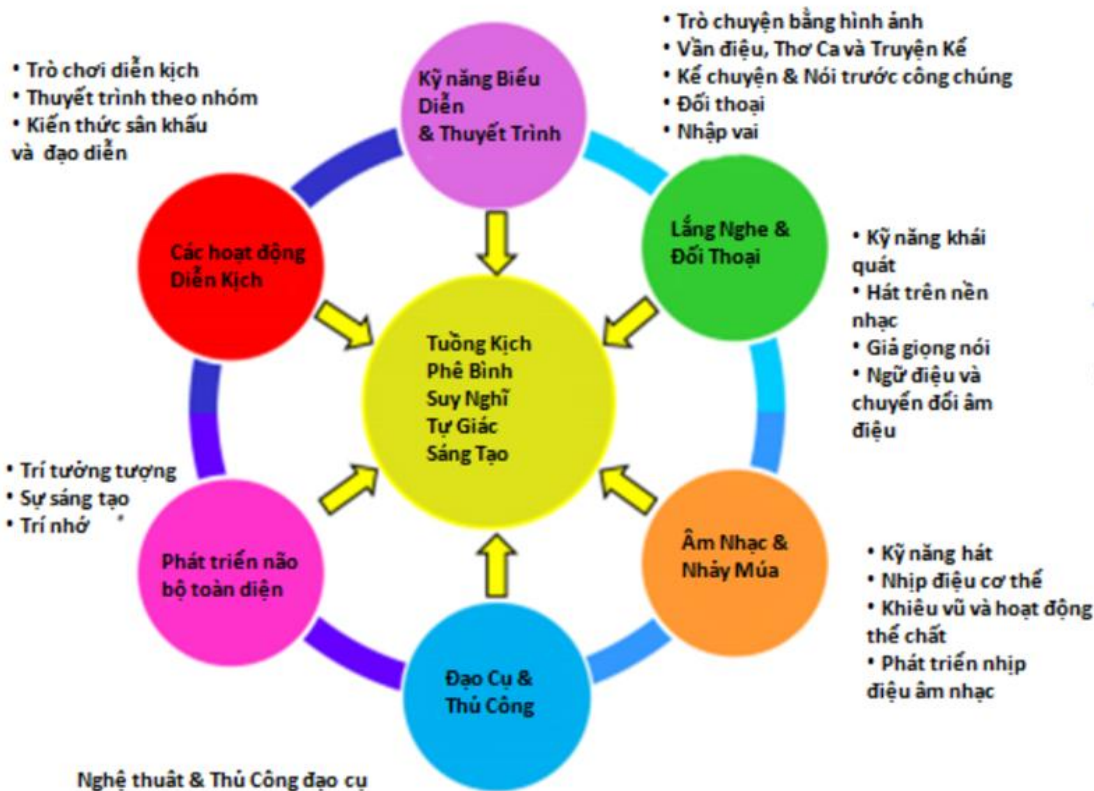 • Trò chơi diễn kịch
• Thuyết trình theo nhóm
• Kiến thức sân khấu
và đạo diễn
Kỹ năng Biểu
Diễn
& Thuyết Trình
• Trò chuyện bằng hình ảnh
• Vần điệu, Thơ Ca và Truyện Kể
• Kể chuyện & Nói trước công chúng
• Đối thoại
• Nhập vai
Các hoạt động
Diễn Kịch
Lắng Nghe &
Đối Thoại
• Kỹ năng khái
quát
• Hát trên nền
nhạc
• Giả giọng nói
• Ngữ điệu và
chuyển đổi âm
điệu
Tuồng Kịch
Phê Bình
Suy Nghĩ
Tự Giác
Sáng Tạo
• Trí tưởng tượng
• Sự sáng tạo
• Trí nhớ
Phát triển não
bộ toàn diện
Âm Nhạc &
Nhảy Múa
• Kỹ năng hát
• Nhịp điệu cơ thể
• Khiêu vũ và hoạt động
thể chất
• Phát triển nhịp
điệu âm nhạc
Đạo Cụ &
Thủ Công
Nghệ thuât & Thủ Công đạo cụ